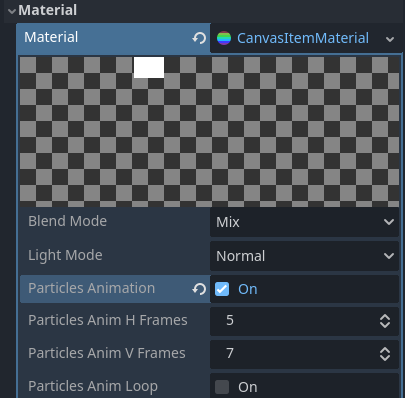 Material
Material CanvasItemMaterial
Blend Mode Mix
Light Mode Normal
Particles Animation On
Particles Anim H Frames 5
Particles Anim V Frames 7
Particles Anim Loop On